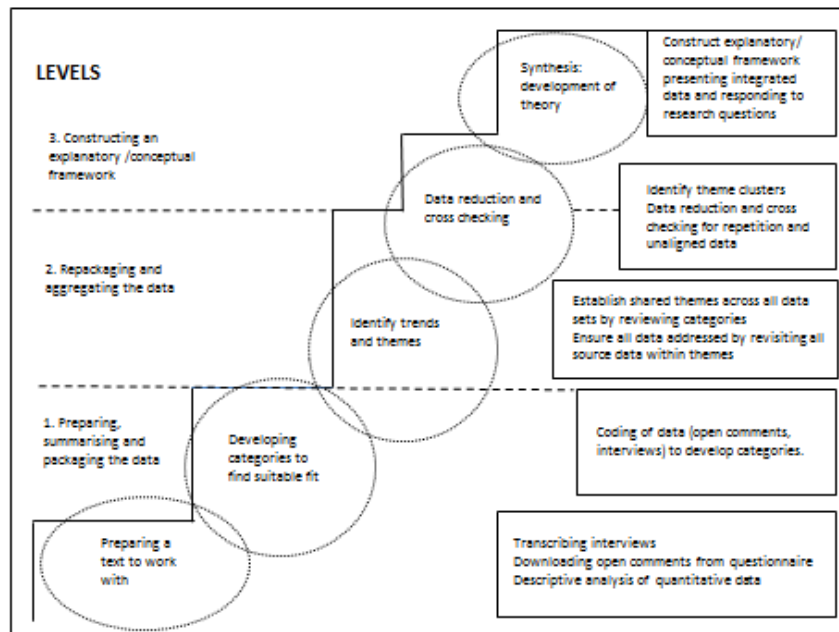 LEVELS
Synthesis:
development of
theory
Construct explanatory/
conceptual framework
presenting integrated
data and responding to
research questions
3. Constructing an
explanatory /conceptual
framework
Data reduction and
cross checking
Identify theme clusters
Data reduction and cross
checking for repetition and
unaligned data
2. Repackaging and
aggregating the data
Identify trends
and themes
Establish shared themes across all data
sets by reviewing categories
Ensure all data addressed by revisiting all
source data within themes
1. Preparing,
summarising and
packaging the data
Developing
categories to
find suitable fit
Coding of data (open comments,
interviews) to develop categories.
Preparing a
text to work
with
Transcribing interviews
Downloading open comments from questionnaire
Descriptive analysis of quantitative data